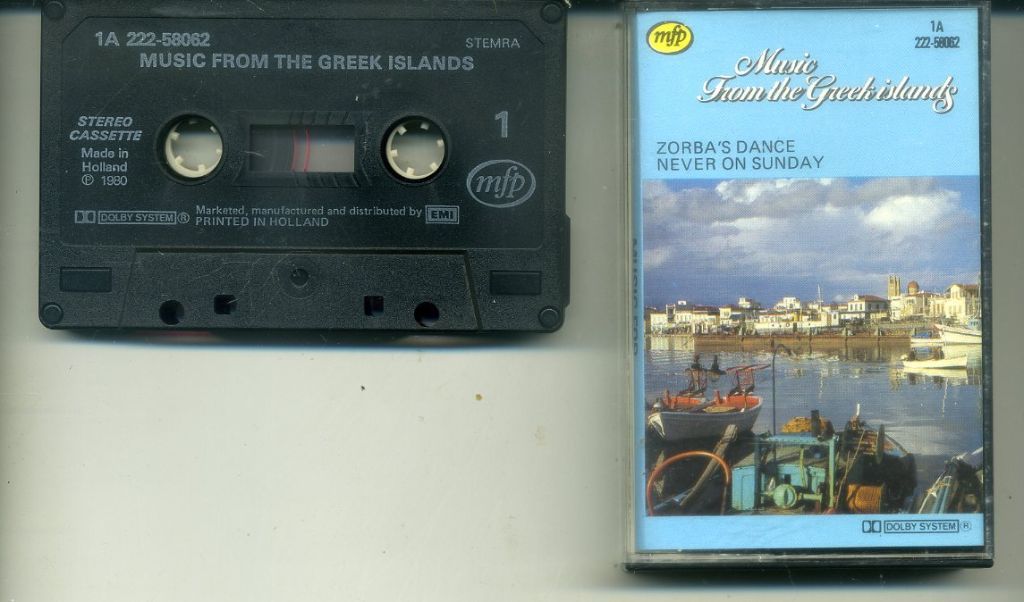 1A 222-58062
STEMRA
MUSIC FROM THE GREEK ISLANDS
STEREO
CASSETTE
1
Made in
Holland
℗ 1980
mfp
DOLBY SYSTEM ®
Marketed, manufactured and distributed by EMI
PRINTED IN HOLLAND
mfp
1A
222-58062
Music
From the Greek islands
ZORBA'S DANCE
NEVER ON SUNDAY
DOLBY SYSTEM ®